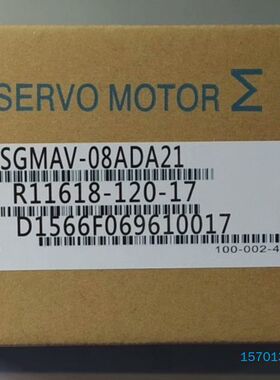 SERVO MOTOR Σ
SGMAV-08ADA21
R11618-120-17
D1566F069610017
100-002-4
157013